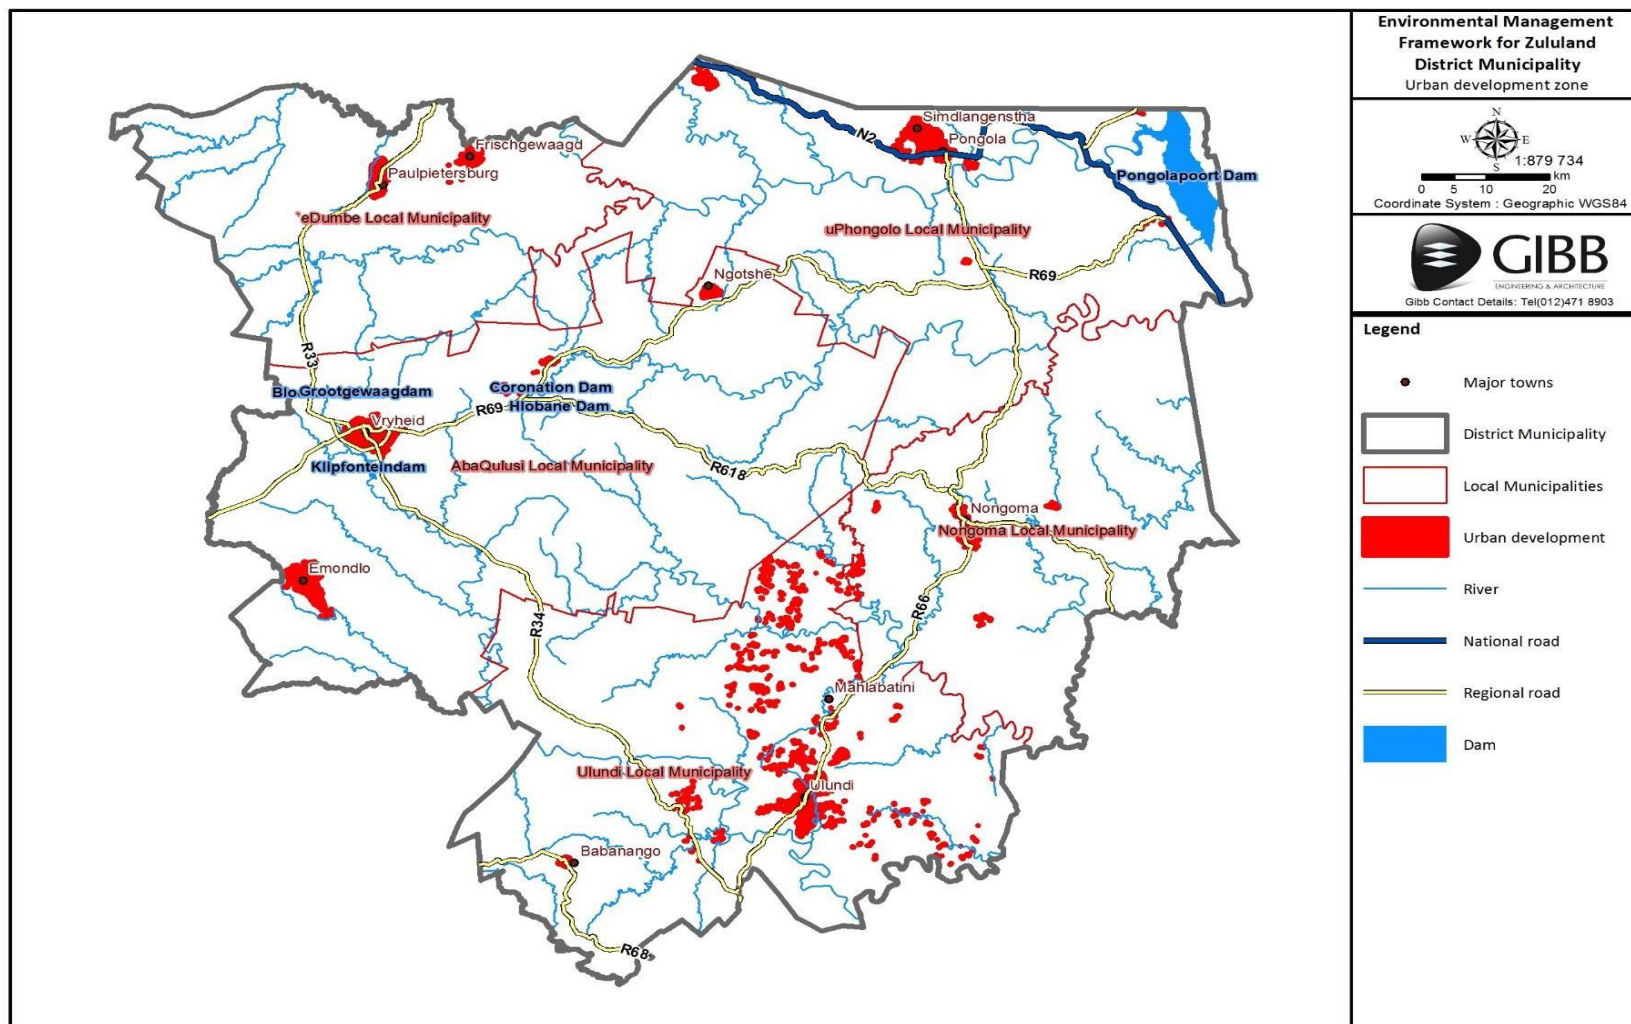 Environmental Management
Framework for Zululand
District Municipality
Urban development zone
N
W E
S
1:879 734
km
0 5 10 20
Coordinate System : Geographic WGS84
GIBB
ENGINEERING & ARCHITECTURE
Gibb Contact Details: Tel(012)471 8903
Legend
Major towns
District Municipality
Local Municipalities
Urban development
River
National road
Regional road
Dam
Simdlangenstha
N2
Pongola
Frischgewaagd
Paulpietersburg
Pongolapoort Dam
eDumbe Local Municipality
uPhongolo Local Municipality
Ngotshe
R69
R33
Coronation Dam
Blo Grootgewaagdam
Hlobane Dam
R69
Vryheid
Klipfonteindam
AbaQulusi Local Municipality
R618
Nongoma
Nongoma Local Municipality
Emondlo
R34
R66
Mahlabatini
Ulundi Local Municipality
Ulundi
Babanango
R68